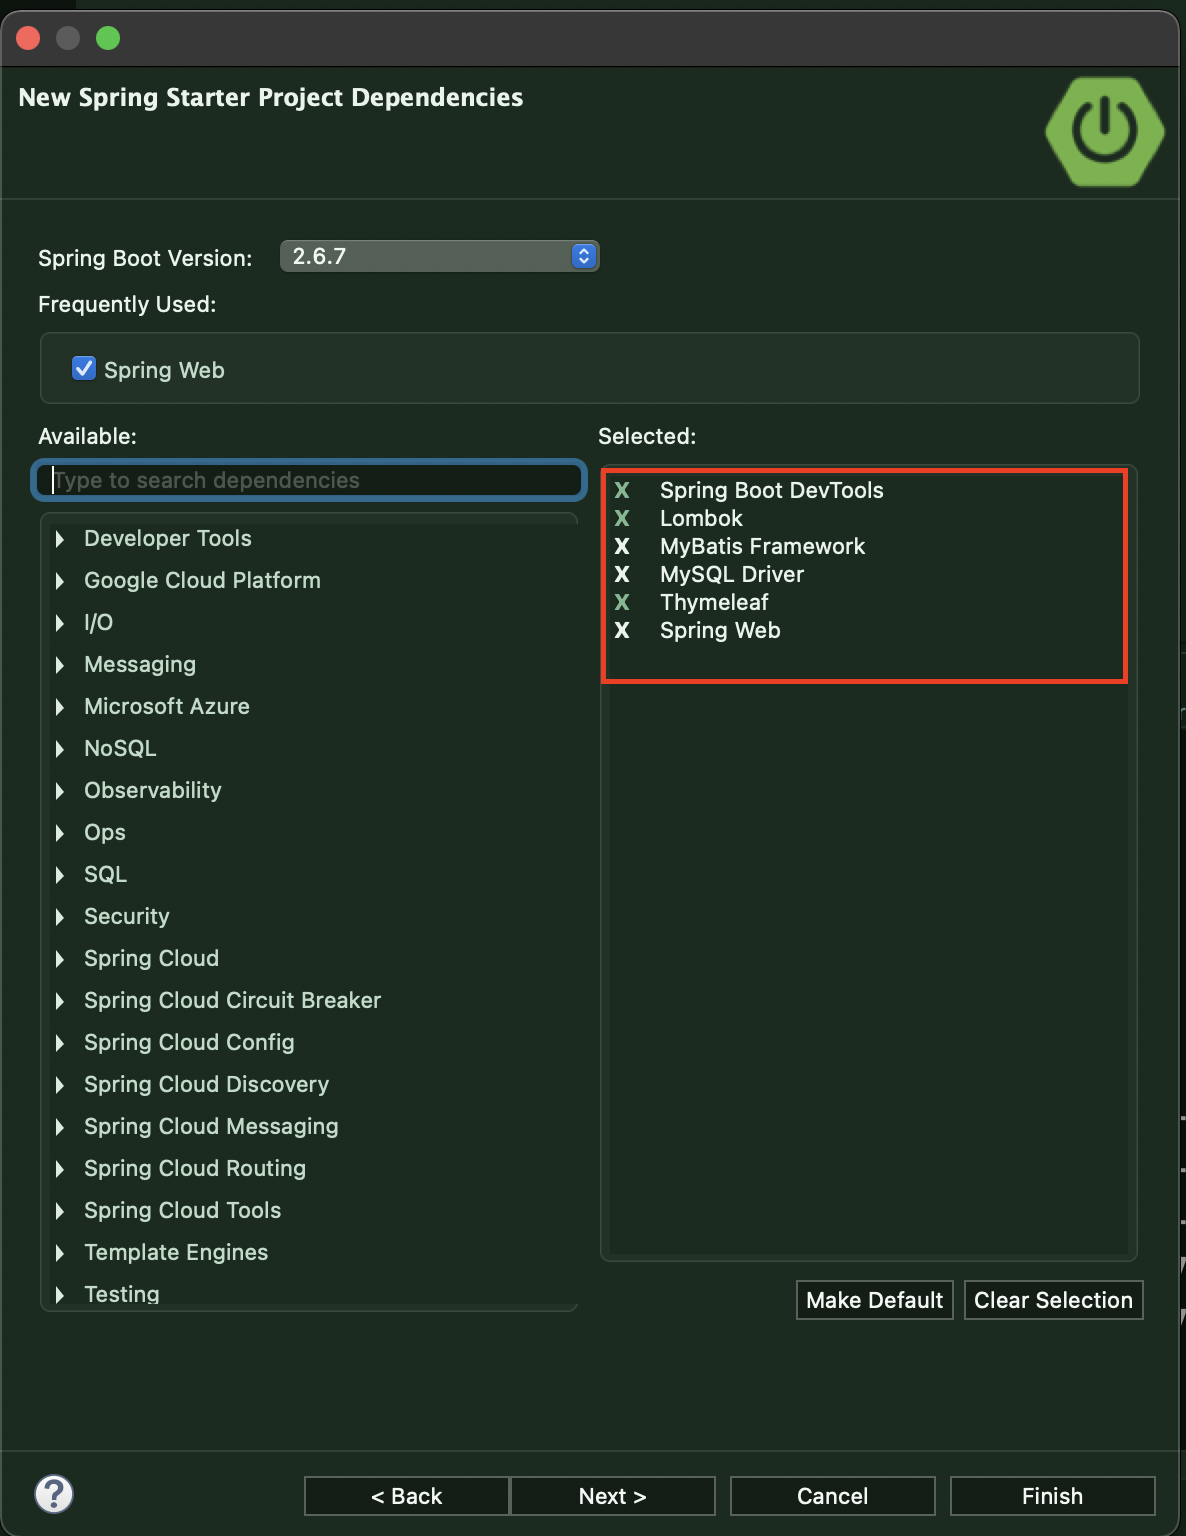 New Spring Starter Project Dependencies
Spring Boot Version:
2.6.7
Frequently Used:
Spring Web
Available:
Type to search dependencies
Developer Tools
Google Cloud Platform
I/O
Messaging
Microsoft Azure
NoSQL
Observability
Ops
SQL
Security
Spring Cloud
Spring Cloud Circuit Breaker
Spring Cloud Config
Spring Cloud Discovery
Spring Cloud Messaging
Spring Cloud Routing
Spring Cloud Tools
Template Engines
Testing
Selected:
X Spring Boot DevTools
X Lombok
X MyBatis Framework
X MySQL Driver
X Thymeleaf
X Spring Web
Make Default
Clear Selection
?
< Back
Next >
Cancel
Finish